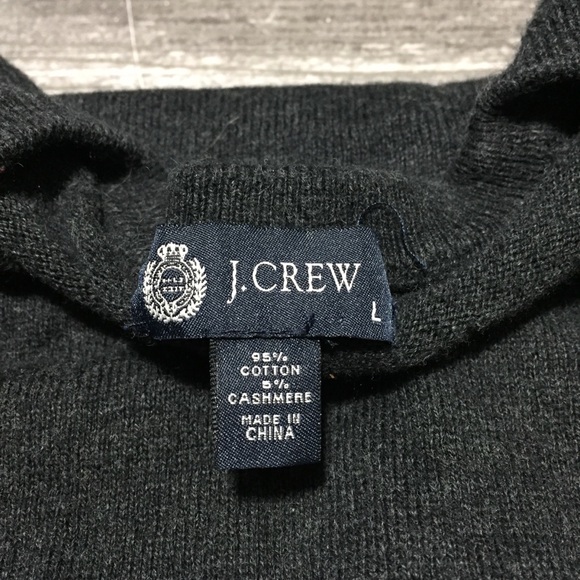 J.CREW
L
95%
COTTON
5%
CASHMERE
MADE IN
CHINA